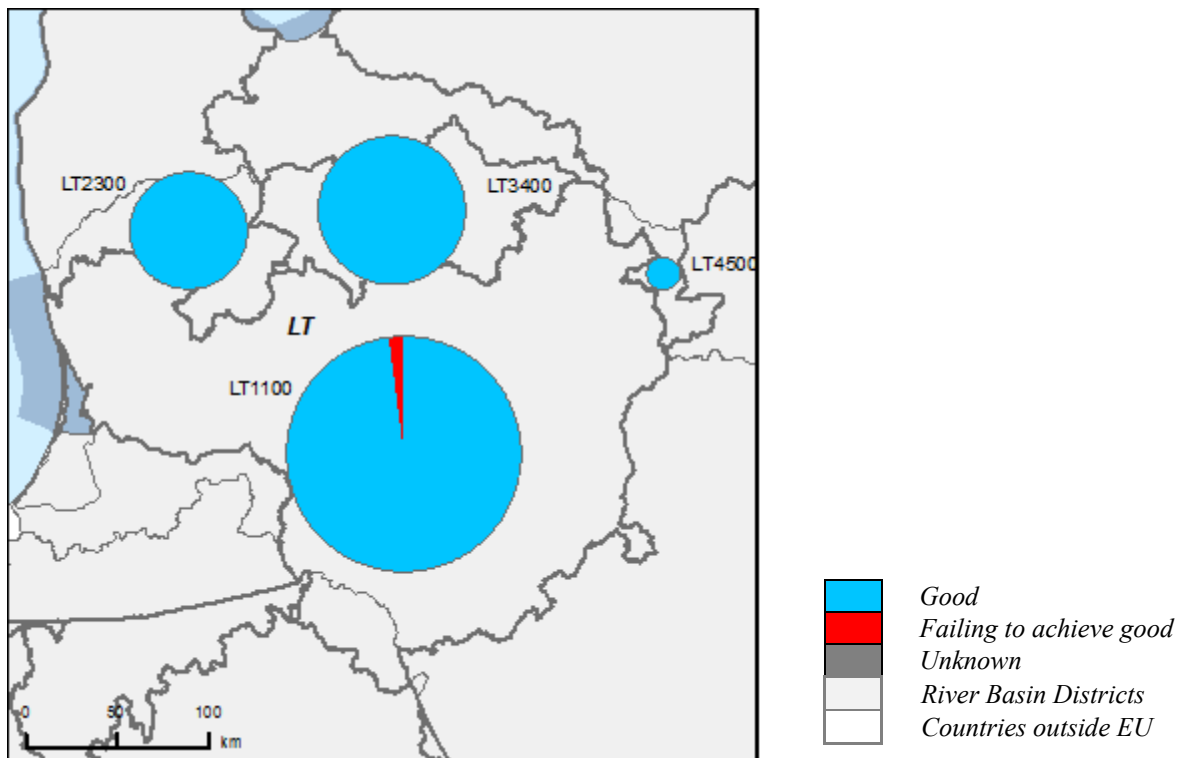 LT2300
LT3400
LT4500
LT
LT1100
0 50 100
km
Good
Failing to achieve good
Unknown
River Basin Districts
Countries outside EU